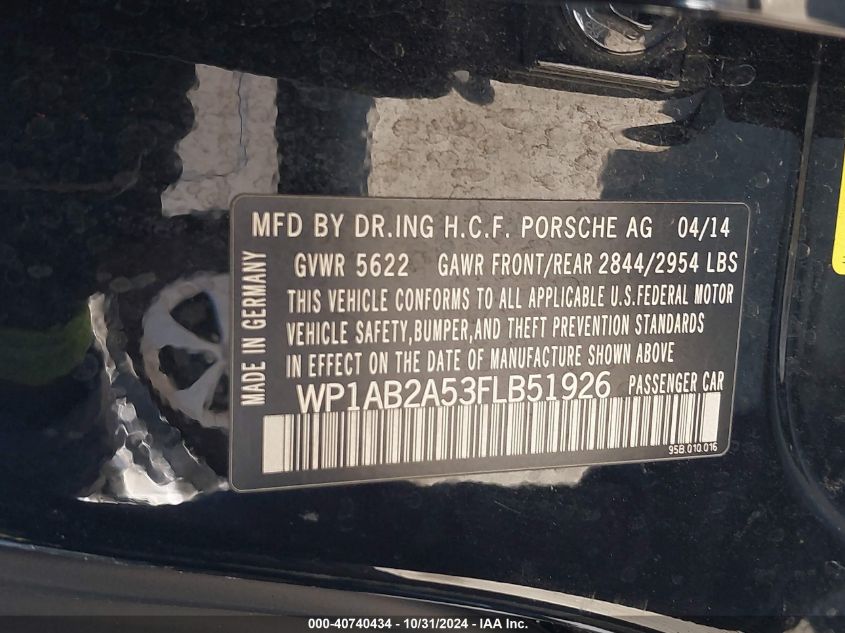 MFD BY DR.ING H.C.F. PORSCHE AG 04/14
GVWR 5622 GAWR FRONT/REAR 2844/2954 LBS
THIS VEHICLE CONFORMS TO ALL APPLICABLE U.S.FEDERAL MOTOR
VEHICLE SAFETY,BUMPER,AND THEFT PREVENTION STANDARDS
IN EFFECT ON THE DATE OF MANUFACTURE SHOWN ABOVE
WP1AB2A53FLB51926 PASSENGER CAR
95B.010.016
MADE IN GERMANY
000-40740434 - 10/31/2024 - IAA Inc.